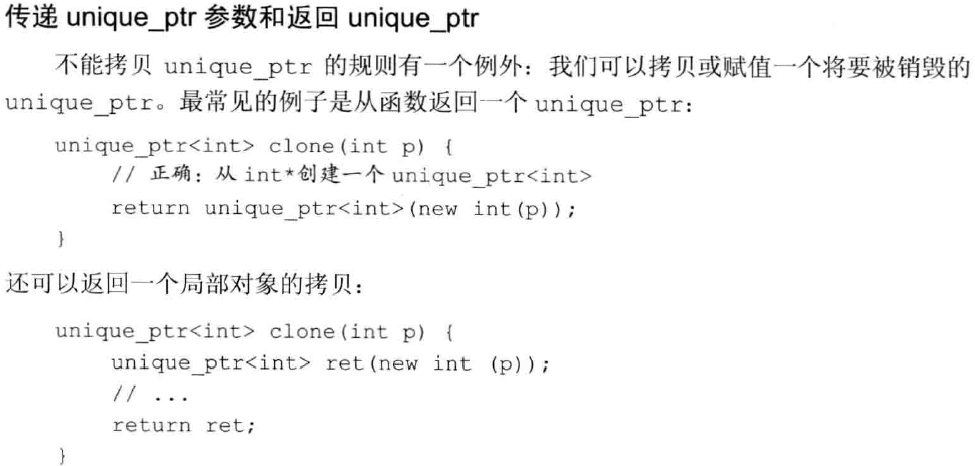 传递 unique_ptr 参数和返回 unique_ptr
不能拷贝 unique_ptr 的规则有一个例外：我们可以拷贝或赋值一个将要被销毁的
unique_ptr。最常见的例子是从函数返回一个 unique_ptr：
unique_ptr<int> clone(int p) {
// 正确：从 int*创建一个 unique_ptr<int>
return unique_ptr<int>(new int(p));
}
还可以返回一个局部对象的拷贝：
unique_ptr<int> clone(int p) {
unique_ptr<int> ret(new int (p));
// ...
return ret;
}